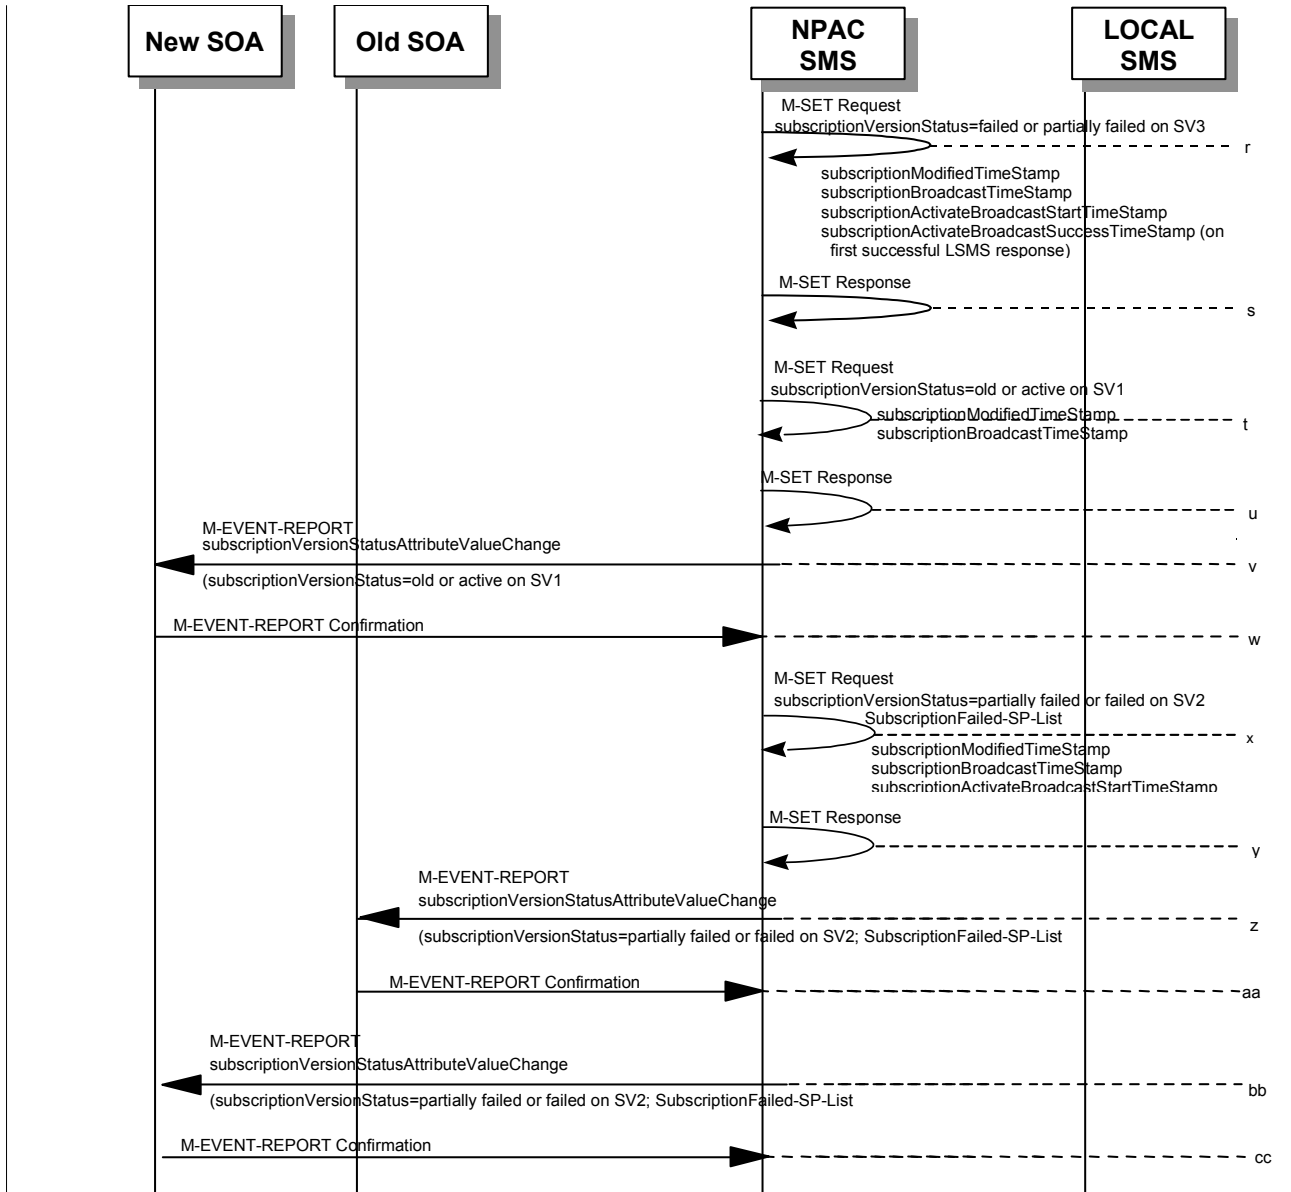 New SOA
Old SOA
NPAC
SMS
LOCAL
SMS
M-SET Request
subscriptionVersionStatus=failed or partially failed on SV3
r
subscriptionModifiedTimeStamp
subscriptionBroadcastTimeStamp
subscriptionActivateBroadcastStartTimeStamp
subscriptionActivateBroadcastSuccessTimeStamp (on
first successful LSMS response)
M-SET Response
s
M-SET Request
subscriptionVersionStatus=old or active on SV1
subscriptionModifiedTimeStamp
t
subscriptionBroadcastTimeStamp
M-SET Response
u
M-EVENT-REPORT
subscriptionVersionStatusAttributeValueChange
v
(subscriptionVersionStatus=old or active on SV1
M-EVENT-REPORT Confirmation
w
M-SET Request
subscriptionVersionStatus=partially failed or failed on SV2
SubscriptionFailed-SP-List
x
subscriptionModifiedTimeStamp
subscriptionBroadcastTimeStamp
subscriptionActivateBroadcastStartTimeStamp
M-SET Response
y
M-EVENT-REPORT
subscriptionVersionStatusAttributeValueChange
z
(subscriptionVersionStatus=partially failed or failed on SV2; SubscriptionFailed-SP-List
M-EVENT-REPORT Confirmation
aa
M-EVENT-REPORT
subscriptionVersionStatusAttributeValueChange
bb
(subscriptionVersionStatus=partially failed or failed on SV2; SubscriptionFailed-SP-List
M-EVENT-REPORT Confirmation
cc